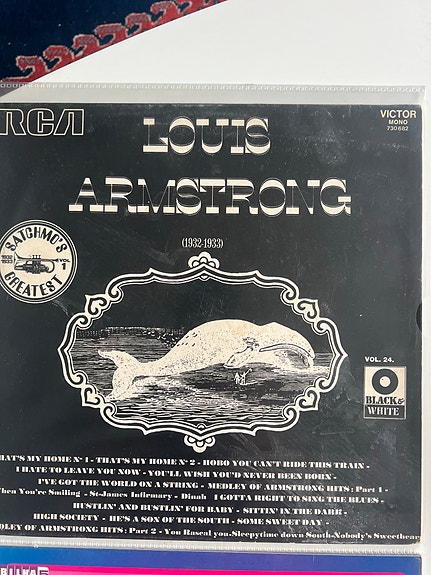 RCA
VICTOR
MONO
730 682
LOUIS
ARMSTRONG
(1932-1933)
SATCHMO'S
1932
1933
VOL
1
GREATEST
VOL. 24.
BLACK&
WHITE
THAT'S MY HOME No 1 - THAT'S MY HOME No 2 - HOBO YOU CAN'T RIDE THIS TRAIN -
I HATE TO LEAVE YOU NOW - YOU'LL WISH YOU'D NEVER BEEN BORN -
I'VE GOT THE WORLD ON A STRING - MEDLEY OF ARMSTRONG HITS : Part 1 -
When You're Smiling - St-James Infirmary - Dinah I GOTTA RIGHT TO SING THE BLUES -
HUSTLIN' AND BUSTLIN' FOR BABY - SITTIN' IN THE DARK -
HIGH SOCIETY - HE'S A SON OF THE SOUTH - SOME SWEET DAY -
DLEY OF ARMSTRONG HITS : Part 2 - You Rascal you-Sleepytime down South-Nobody's Sweethear